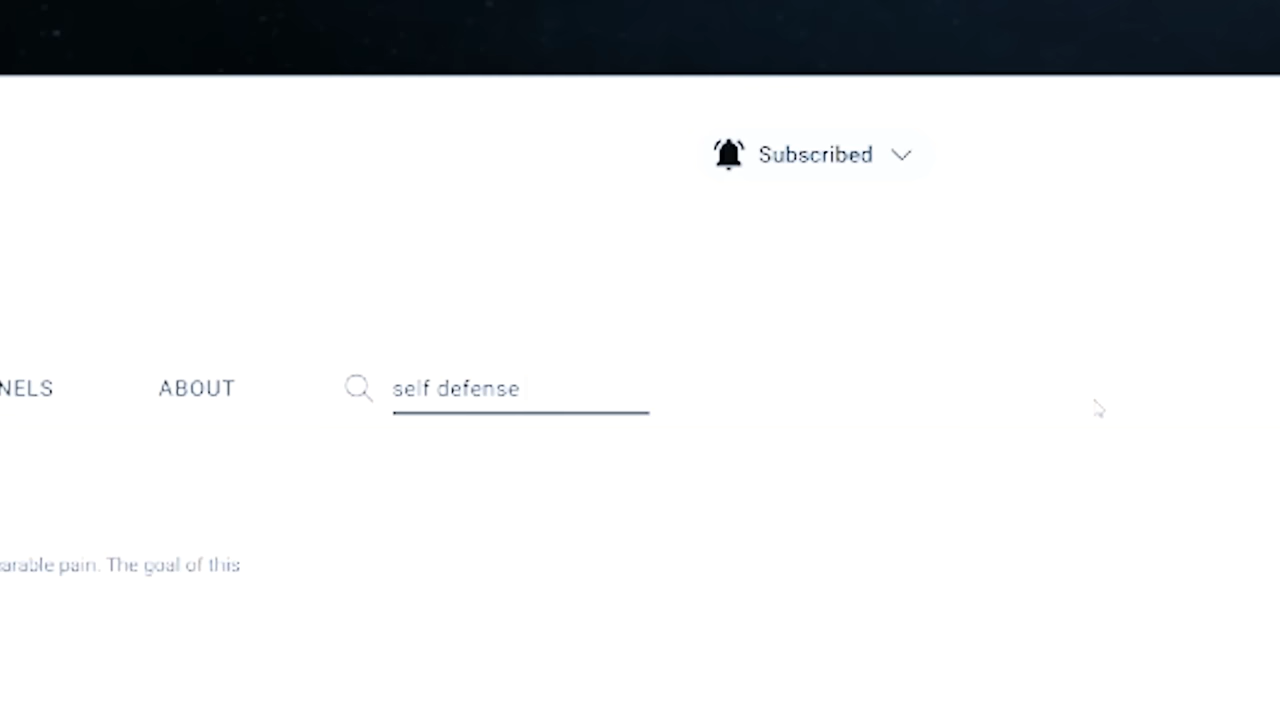 Subscribed
NELS
ABOUT
self defense
arable pain. The goal of this